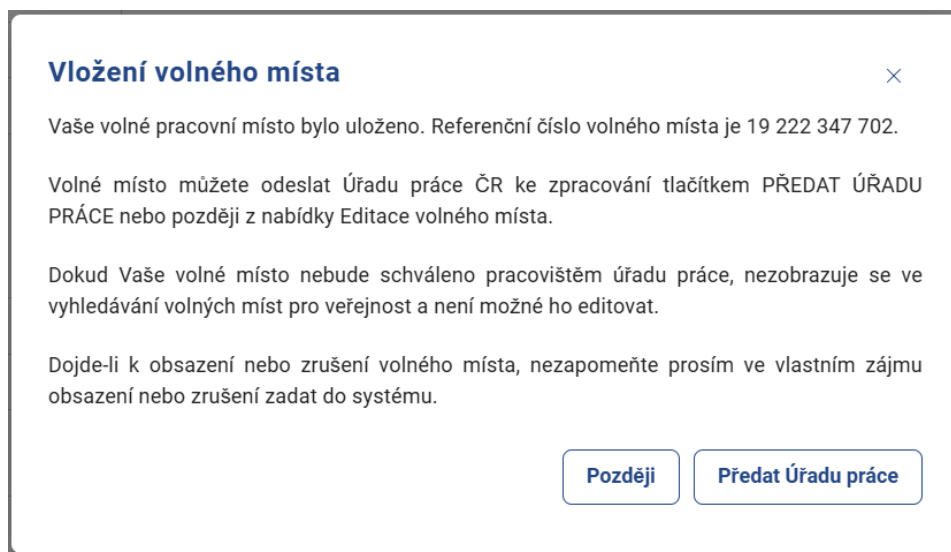 Vložení volného místa
Vaše volné pracovní místo bylo uloženo. Referenční číslo volného místa je 19 222 347 702.
Volné místo můžete odeslat Úřadu práce ČR ke zpracování tlačítkem PŘEDAT ÚŘADU
PRÁCE nebo později z nabídky Editace volného místa.
Dokud Vaše volné místo nebude schváleno pracovištěm úřadu práce, nezobrazuje se ve
vyhledávání volných míst pro veřejnost a není možné ho editovat.
Dojde-li k obsazení nebo zrušení volného místa, nezapomeňte prosím ve vlastním zájmu
obsazení nebo zrušení zadat do systému.
Později
Předat Úřadu práce